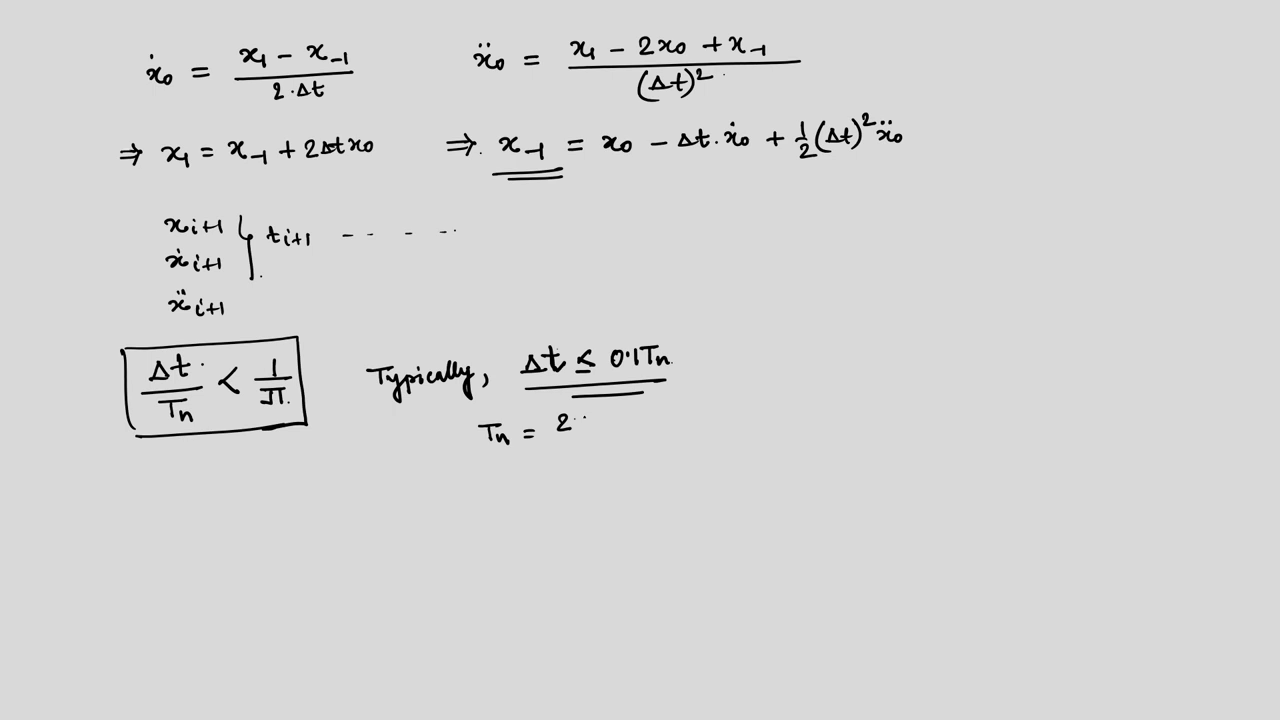 ẋ₀ = (x₁ - x₋₁) / (2·Δt)    ẍ₀ = (x₁ - 2x₀ + x₋₁) / (Δt)²
⇒ x₁ = x₋₁ + 2Δtx₀    ⇒ x₋₁ = x₀ - Δt·ẋ₀ + ½(Δt)²ẍ₀
xᵢ₊₁ } tᵢ₊₁ - - - -
ẋᵢ₊₁
ẍᵢ₊₁
Δt / Tn < 1 / π    Typically, Δt ≤ 0.1Tn
Tn = 2